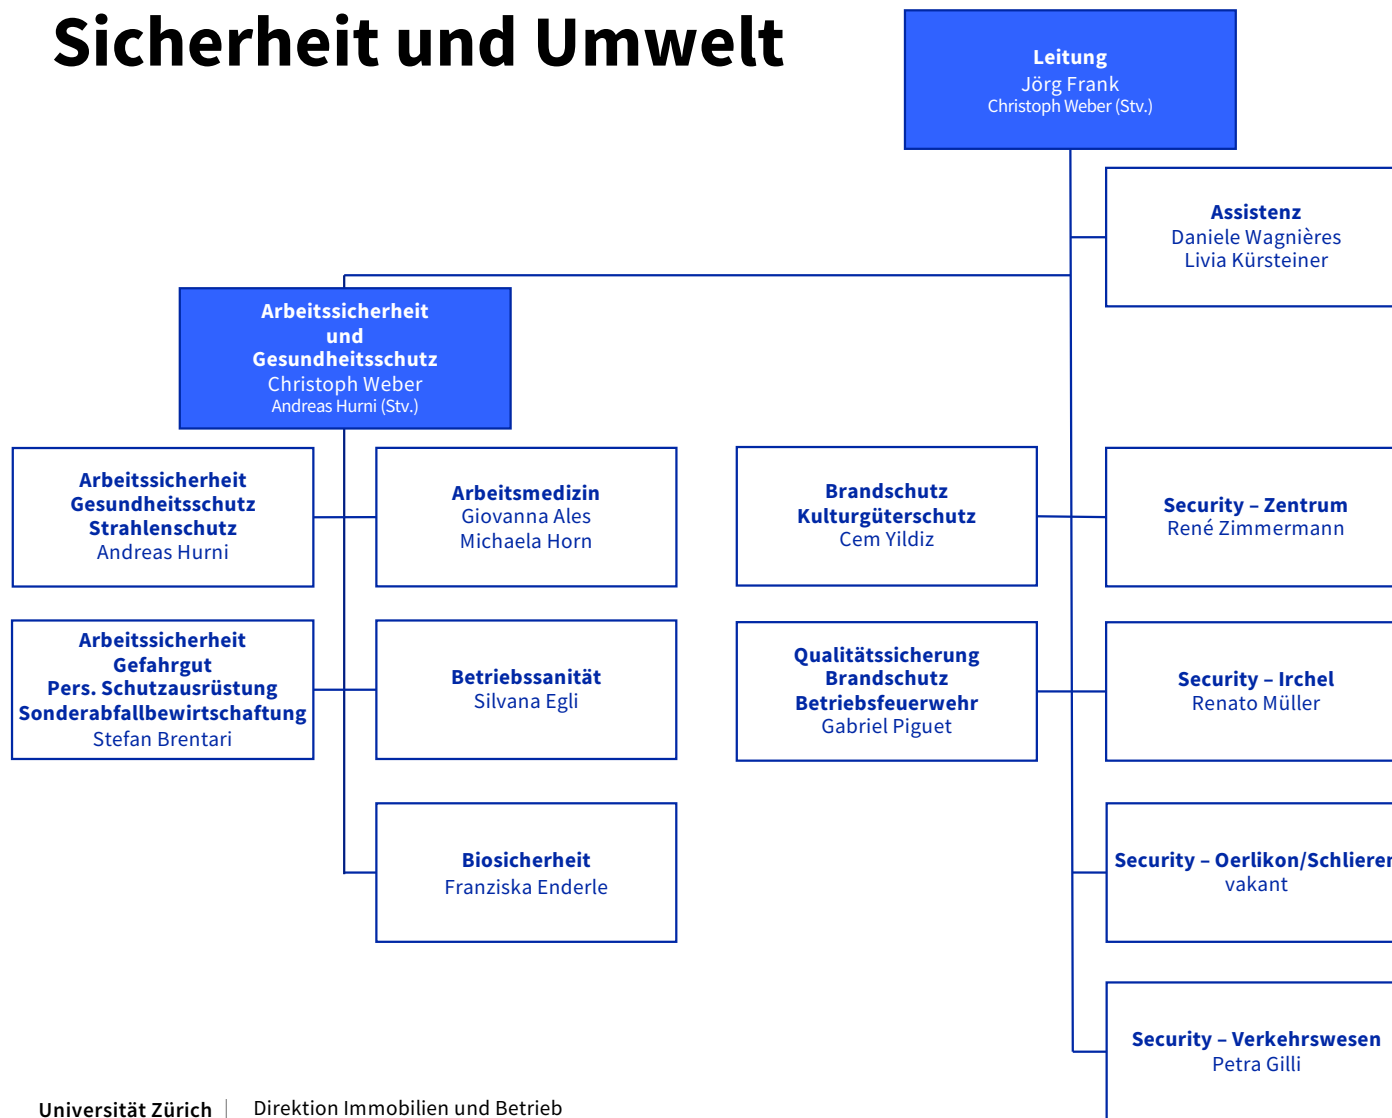 Sicherheit und Umwelt
Leitung
Jörg Frank
Christoph Weber (Stv.)
Assistenz
Daniele Wagnières
Livia Kürsteiner
Arbeitssicherheit
und
Gesundheitsschutz
Christoph Weber
Andreas Hurni (Stv.)
Arbeitssicherheit
Gesundheitsschutz
Strahlenschutz
Andreas Hurni
Arbeitsmedizin
Giovanna Ales
Michaela Horn
Brandschutz
Kulturgüterschutz
Cem Yildiz
Security – Zentrum
René Zimmermann
Arbeitssicherheit
Gefahrgut
Pers. Schutzausrüstung
Sonderabfallbewirtschaftung
Stefan Brentari
Betriebssanität
Silvana Egli
Qualitätssicherung
Brandschutz
Betriebsfeuerwehr
Gabriel Piguet
Security – Irchel
Renato Müller
Biosicherheit
Franziska Enderle
Security – Oerlikon/Schlieren
vakant
Security – Verkehrswesen
Petra Gilli
Universität Zürich | Direktion Immobilien und Betrieb